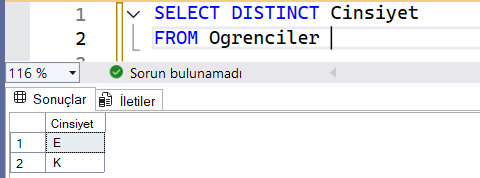 1 SELECT DISTINCT Cinsiyet
2 FROM Ogrenciler
116 % Sorun bulunamadı
Sonuçlar İletiler
Cinsiyet
1 E
2 K